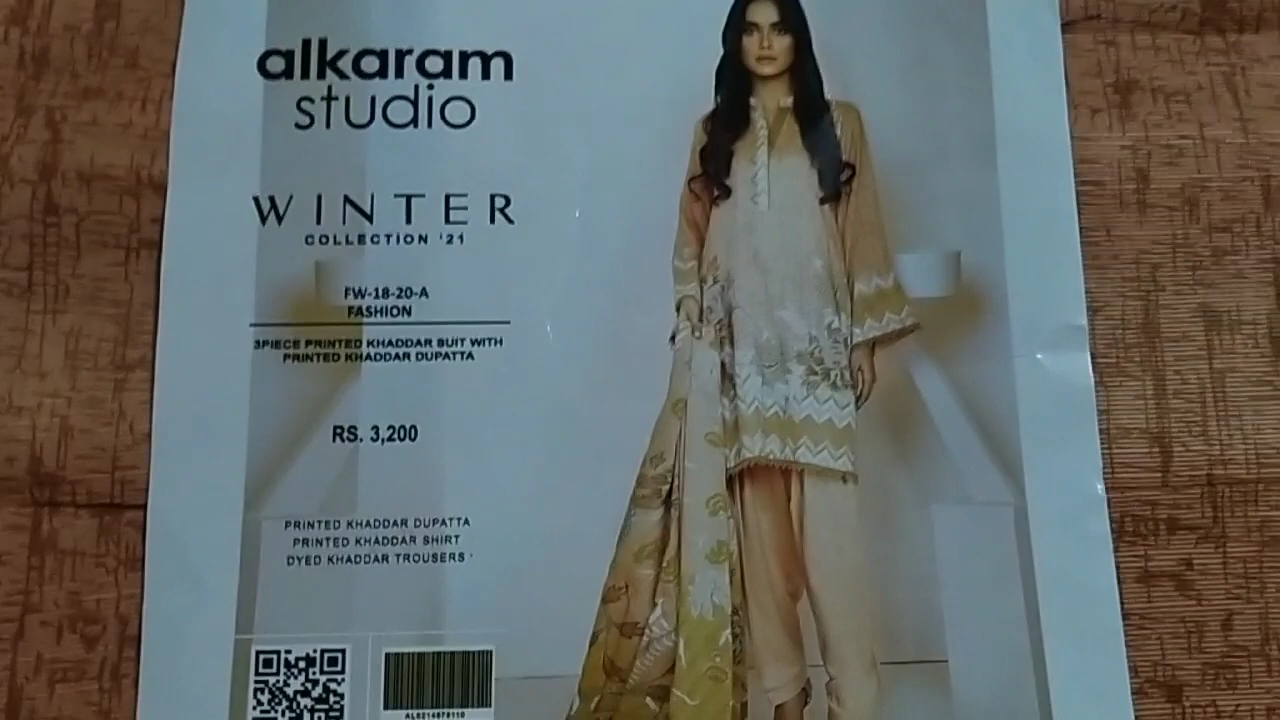 alkaram
studio
WINTER
COLLECTION '21
FW-18-20-A
FASHION
3PIECE PRINTED KHADDAR SUIT WITH
PRINTED KHADDAR DUPATTA
RS. 3,200
PRINTED KHADDAR DUPATTA
PRINTED KHADDAR SHIRT
DYED KHADDAR TROUSERS